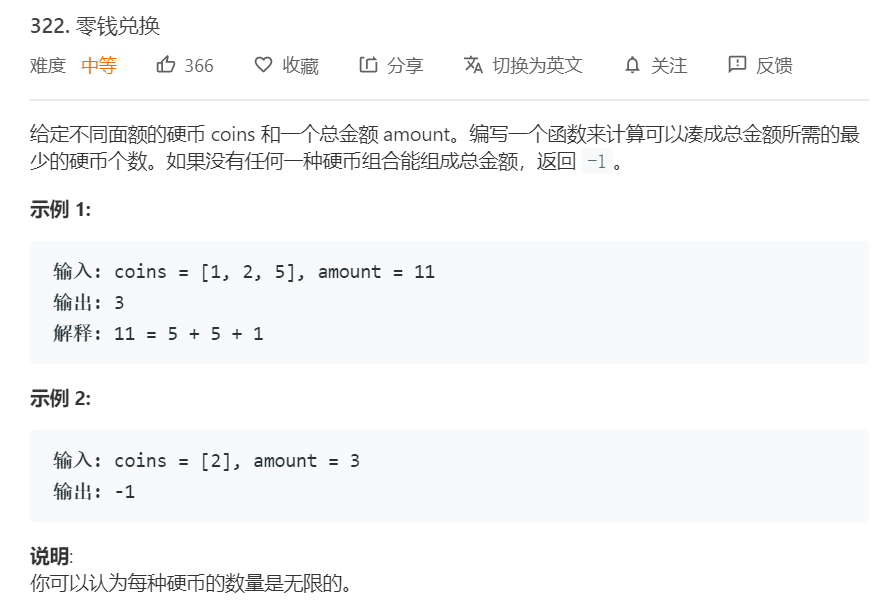 322. 零钱兑换
难度 中等 366 收藏 分享 切换为英文 关注 反馈
给定不同面额的硬币 coins 和一个总金额 amount。编写一个函数来计算可以凑成总金额所需的最
少的硬币个数。如果没有任何一种硬币组合能组成总金额，返回 -1 。
示例 1:
输入: coins = [1, 2, 5], amount = 11
输出: 3
解释: 11 = 5 + 5 + 1
示例 2:
输入: coins = [2], amount = 3
输出: -1
说明:
你可以认为每种硬币的数量是无限的。